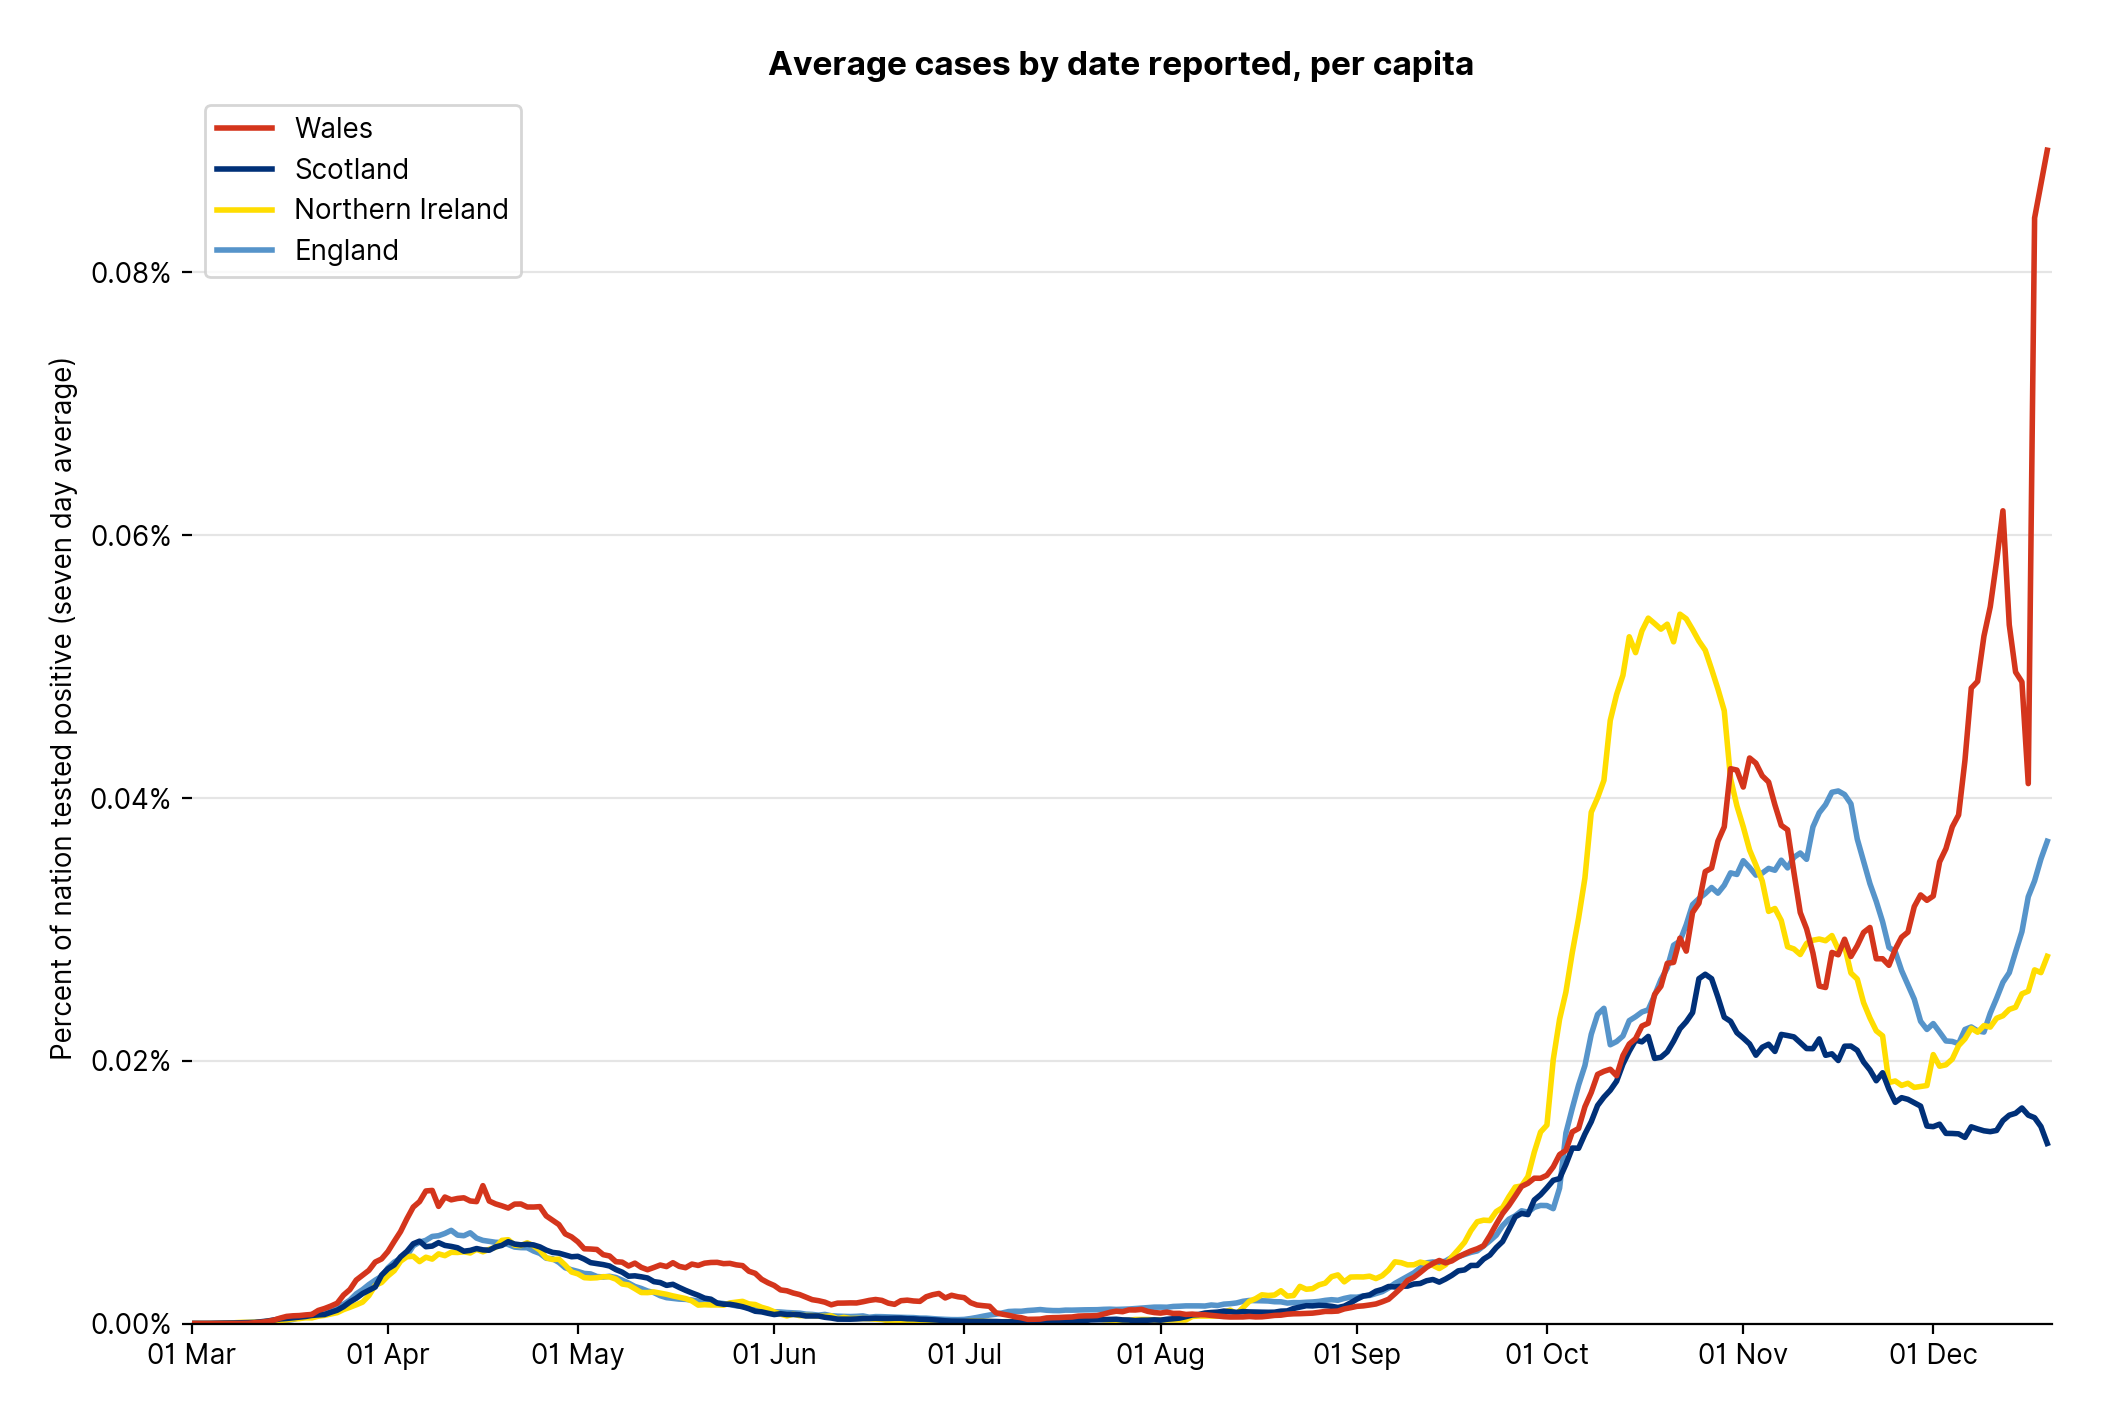 Average cases by date reported, per capita
Wales
Scotland
Northern Ireland
England
Percent of nation tested positive (seven day average)
0.08%
0.06%
0.04%
0.02%
0.00%
01 Mar
01 Apr
01 May
01 Jun
01 Jul
01 Aug
01 Sep
01 Oct
01 Nov
01 Dec